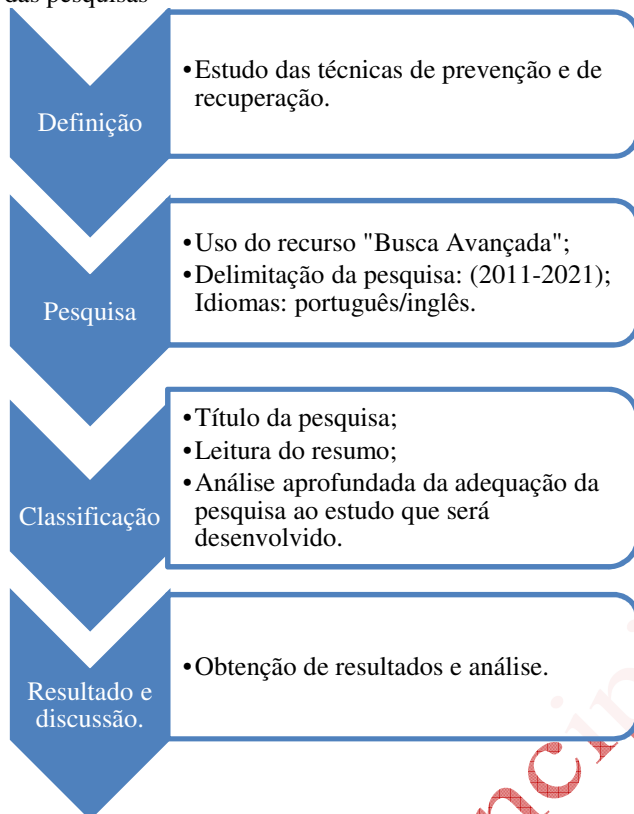 das pesquisas
Definição
•Estudo das técnicas de prevenção e de
recuperação.
Pesquisa
•Uso do recurso "Busca Avançada";
•Delimitação da pesquisa: (2011-2021);
Idiomas: português/inglês.
Classificação
•Título da pesquisa;
•Leitura do resumo;
•Análise aprofundada da adequação da
pesquisa ao estudo que será
desenvolvido.
Resultado e
discussão.
•Obtenção de resultados e análise.